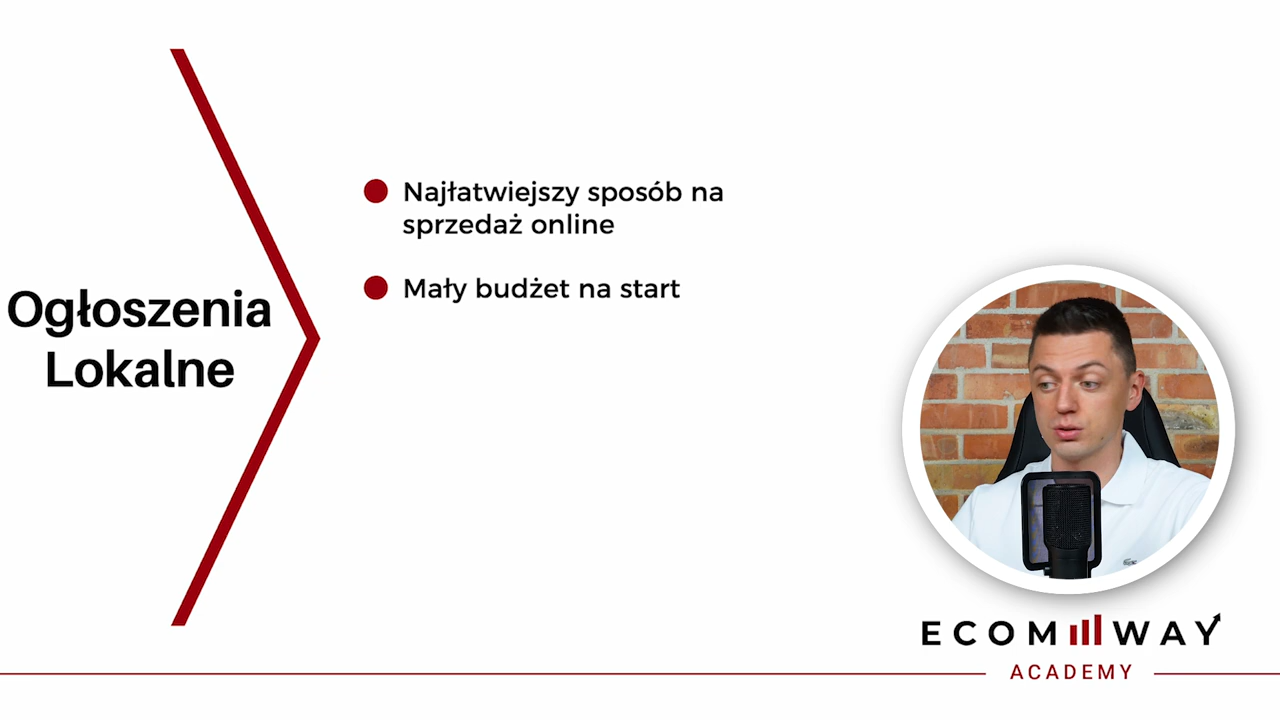 Ogłoszenia
Lokalne
Najłatwiejszy sposób na
sprzedaż online
Mały budżet na start
ECOM WAY
ACADEMY